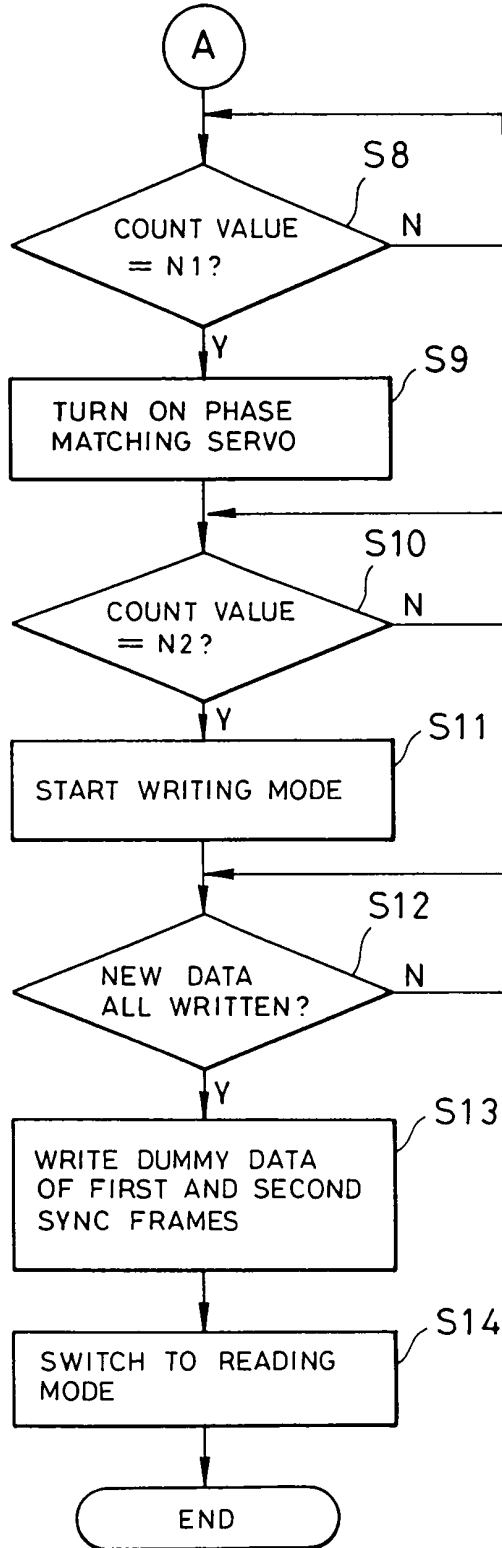 A
S8
COUNT VALUE
= N1?
N
Y
S9
TURN ON PHASE
MATCHING SERVO
S10
COUNT VALUE
= N2?
N
Y
S11
START WRITING MODE
S12
NEW DATA
ALL WRITTEN?
N
Y
S13
WRITE DUMMY DATA
OF FIRST AND SECOND
SYNC FRAMES
S14
SWITCH TO READING
MODE
END